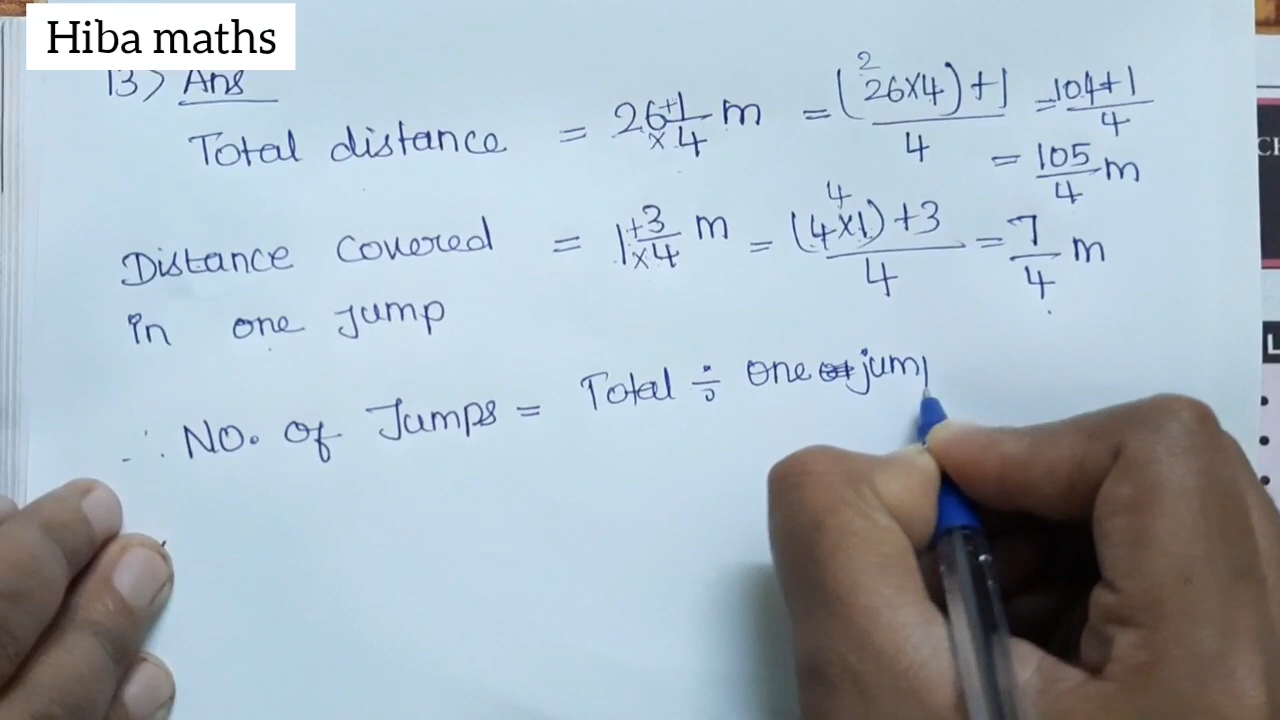 Hiba maths
13) Ans
Total distance = 26 1/4 m = (26×4)+1/4 = 104+1/4
= 105/4 m
Distance covered = 1 3/4 m = (4×1)+3/4 = 7/4 m
in one jump
∴ No. of Jumps = Total ÷ one jum